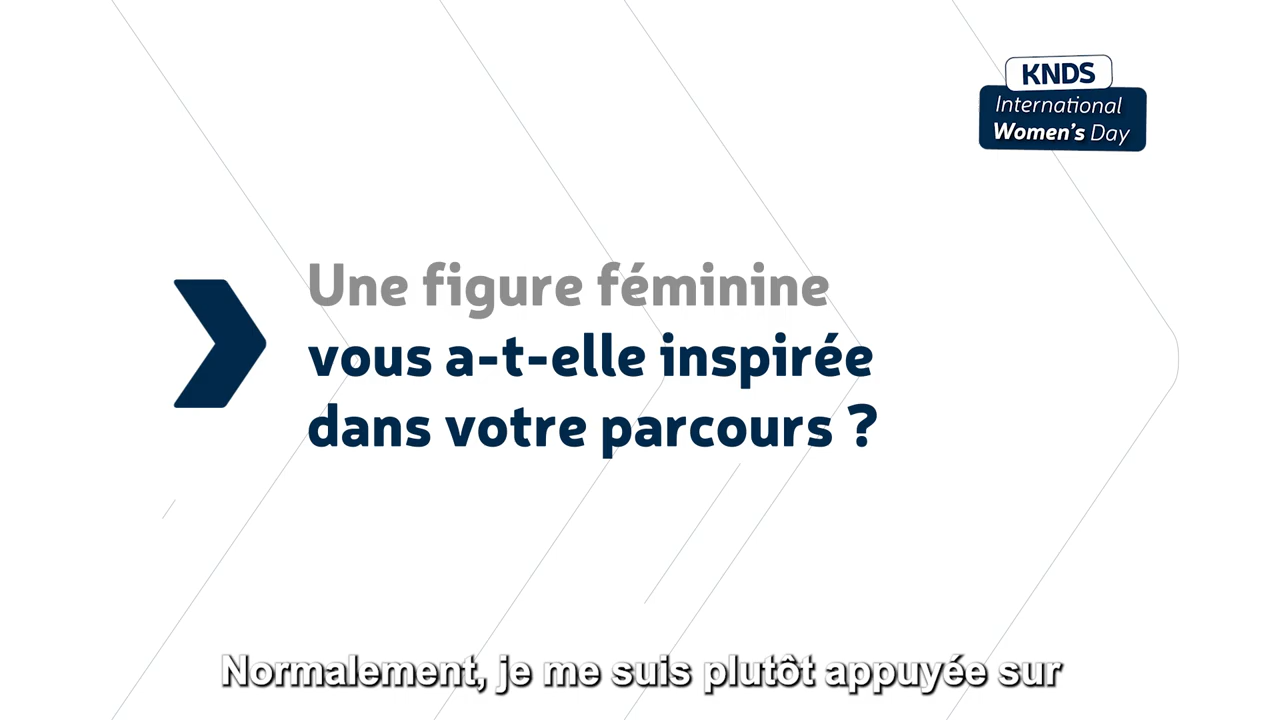 KNDS
International
Women's Day
Une figure féminine
vous a-t-elle inspirée
dans votre parcours ?
Normalement, je me suis plutôt appuyée sur